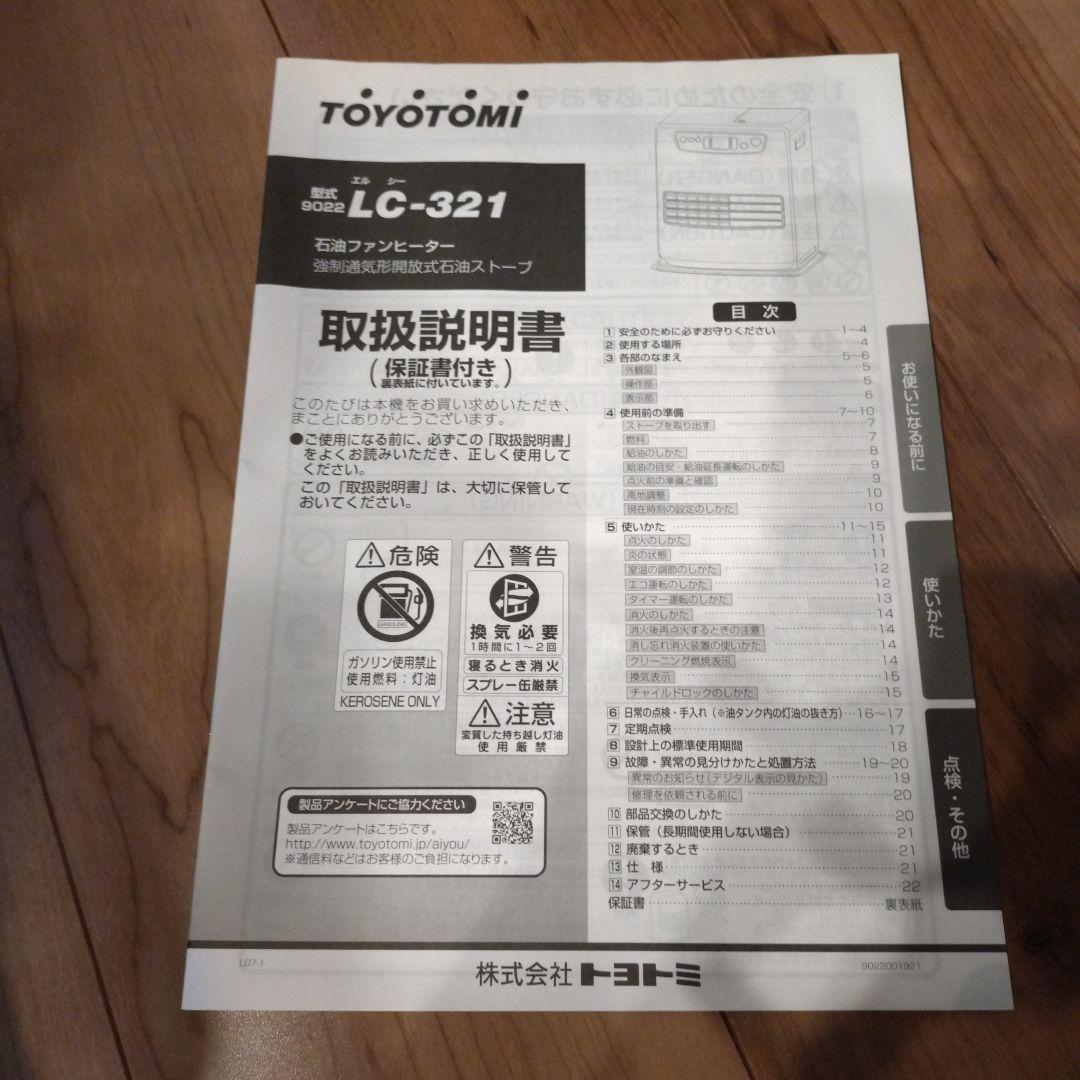 TOYOTOMI
エル シー
型式 9022 LC-321
石油ファンヒーター
強制通気形開放式石油ストーブ
取扱説明書
(保証書付き 裏表紙に付いています。)
このたびは本機をお買い求めいただき、
まことにありがとうございます。
●ご使用になる前に、必ずこの「取扱説明書」
をよくお読みいただき、正しく使用して
ください。
この「取扱説明書」は、大切に保管して
おいてください。
危険
GASOLINE
ガソリン使用禁止
使用燃料:灯油
KEROSENE ONLY
警告
換気必要
1時間に1~2回
寝るとき消火
スプレー缶厳禁
注意
変質した持ち越し灯油
使用厳禁
製品アンケートにご協力ください
製品アンケートはこちらです。
http://www.toyotomi.jp/aiyou/
※通信料などはお客様のご負担になります。
目次
1 安全のために必ずお守りください 1~4
2 使用する場所 4
3 各部のなまえ 5~6
外観図 5
操作部 5
表示部 6
4 使用前の準備 7~10
ストーブを取り出す 7
燃料 7
給油のしかた 8
給油の目安・給油延長運転のしかた 9
点火前の準備と確認 9
高地調整 10
現在時刻の設定のしかた 10
5 使いかた 11~15
点火のしかた 11
炎の状態 11
室温の調節のしかた 12
エコ運転のしかた 12
タイマー運転のしかた 13
消火のしかた 14
消火後再点火するときの注意 14
消し忘れ消火装置の使いかた 14
クリーニング燃焼表示 14
換気表示 15
チャイルドロックのしかた 15
6 日常の点検・手入れ(※油タンク内の灯油の抜き方) 16~17
7 定期点検 17
8 設計上の標準使用期間 18
9 故障・異常の見分けかたと処置方法 19~20
異常のお知らせ(デジタル表示の見かた) 19
修理を依頼される前に 20
10 部品交換のしかた 20
11 保管(長期間使用しない場合) 21
12 廃棄するとき 21
13 仕様 21
14 アフターサービス 22
保証書 裏表紙
お使いになる前に
使いかた
点検・その他
L07-1
株式会社 トヨトミ
9022001921